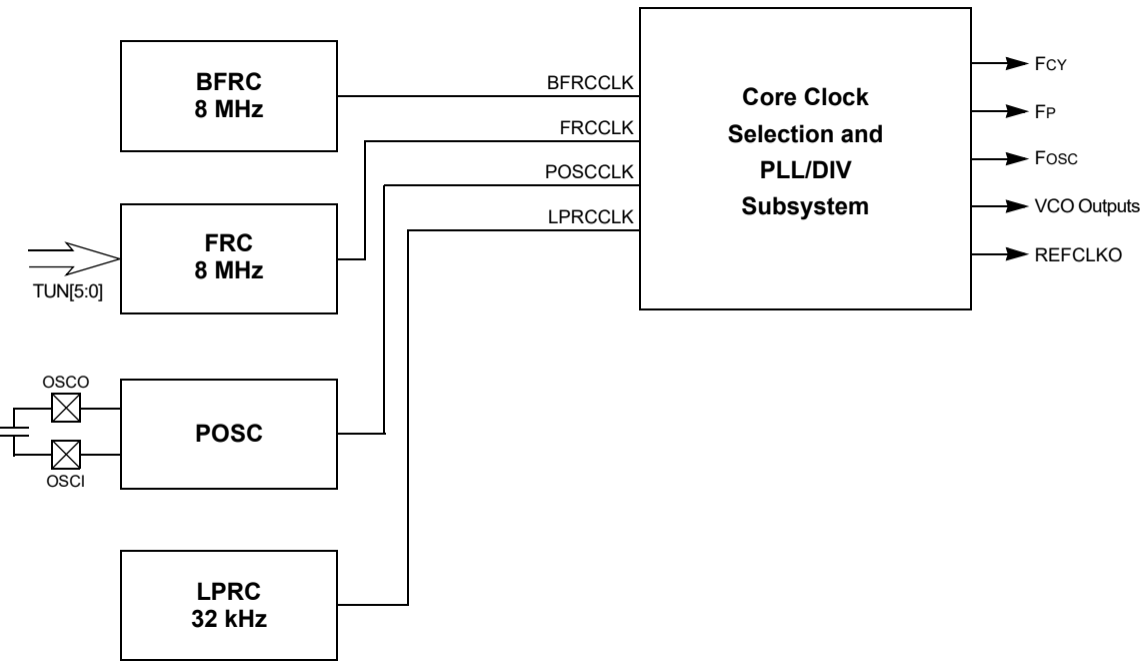 BFRC
8 MHz
BFRCCLK
FRCCLK
POSCCLK
LPRCCLK
Core Clock
Selection and
PLL/DIV
Subsystem
FCY
FP
FOSC
VCO Outputs
REFCLKO
FRC
8 MHz
TUN[5:0]
OSCO
POSC
OSCI
LPRC
32 kHz